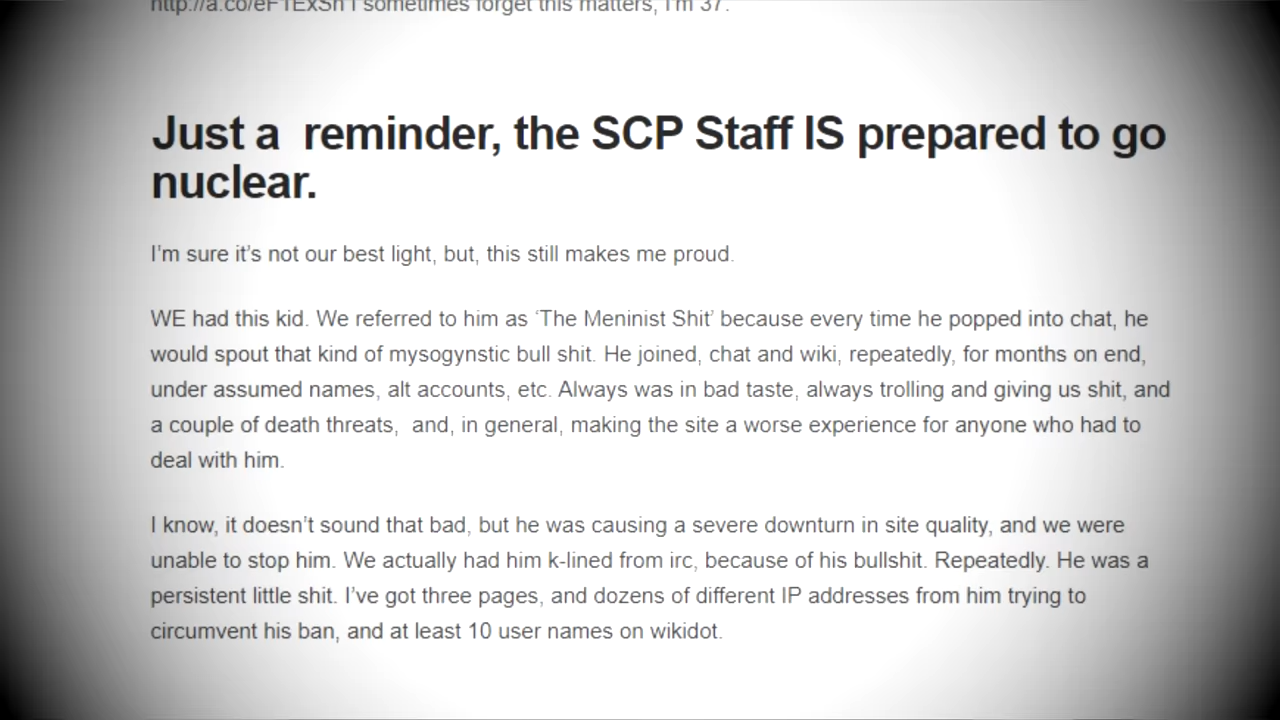 http://a.co/eF1ExSh I sometimes forget this matters, I'm 37.
Just a  reminder, the SCP Staff IS prepared to go
nuclear.
I’m sure it’s not our best light, but, this still makes me proud.
WE had this kid. We referred to him as ‘The Meninist Shit’ because every time he popped into chat, he
would spout that kind of mysogynstic bull shit. He joined, chat and wiki, repeatedly, for months on end,
under assumed names, alt accounts, etc. Always was in bad taste, always trolling and giving us shit, and
a couple of death threats,  and, in general, making the site a worse experience for anyone who had to
deal with him.
I know, it doesn’t sound that bad, but he was causing a severe downturn in site quality, and we were
unable to stop him. We actually had him k-lined from irc, because of his bullshit. Repeatedly. He was a
persistent little shit. I’ve got three pages, and dozens of different IP addresses from him trying to
circumvent his ban, and at least 10 user names on wikidot.